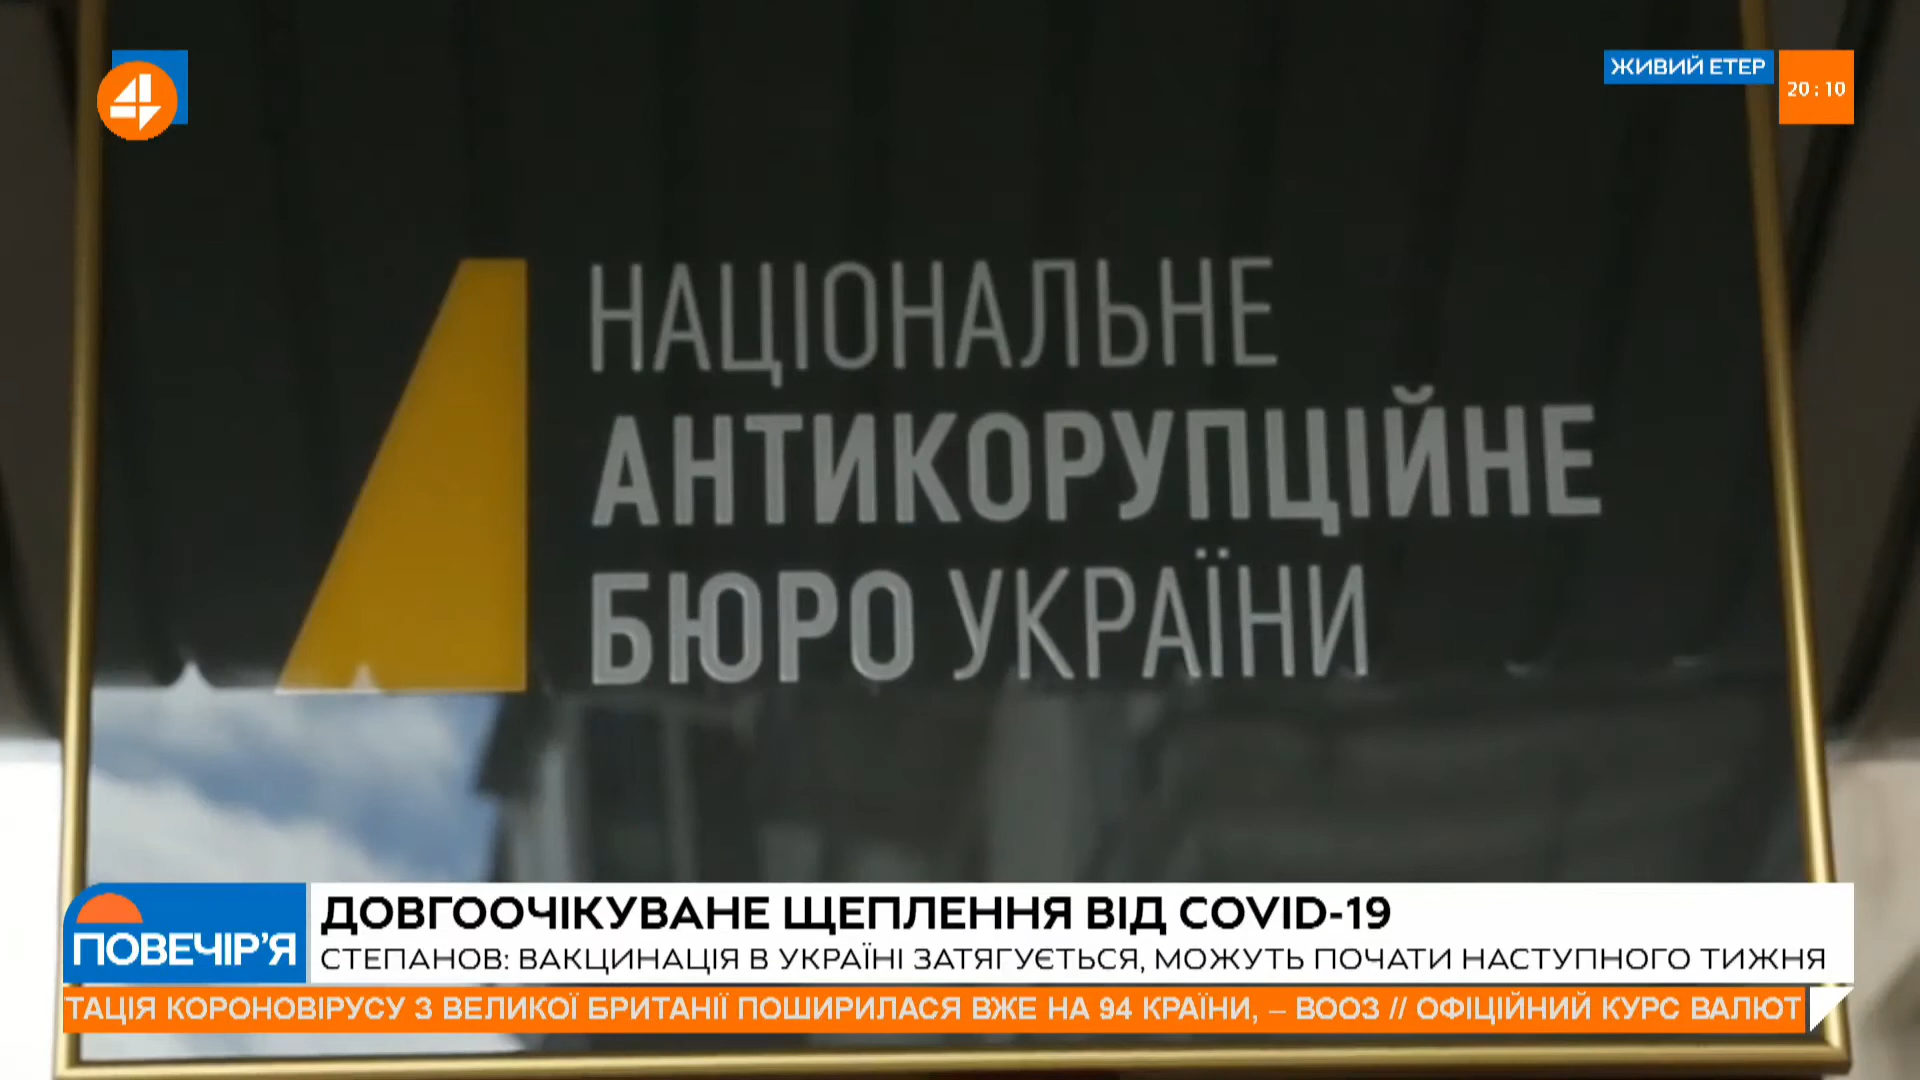 ЖИВИЙ ЕТЕР
20:10
НАЦІОНАЛЬНЕ
АНТИКОРУПЦІЙНЕ
БЮРО УКРАЇНИ
ПОВЕЧІР'Я
ДОВГООЧІКУВАНЕ ЩЕПЛЕННЯ ВІД COVID-19
СТЕПАНОВ: ВАКЦИНАЦІЯ В УКРАЇНІ ЗАТЯГУЄТЬСЯ, МОЖУТЬ ПОЧАТИ НАСТУПНОГО ТИЖНЯ
ТАЦІЯ КОРОНОВІРУСУ З ВЕЛИКОЇ БРИТАНІЇ ПОШИРИЛАСЯ ВЖЕ НА 94 КРАЇНИ, – ВООЗ // ОФІЦІЙНИЙ КУРС ВАЛЮТ